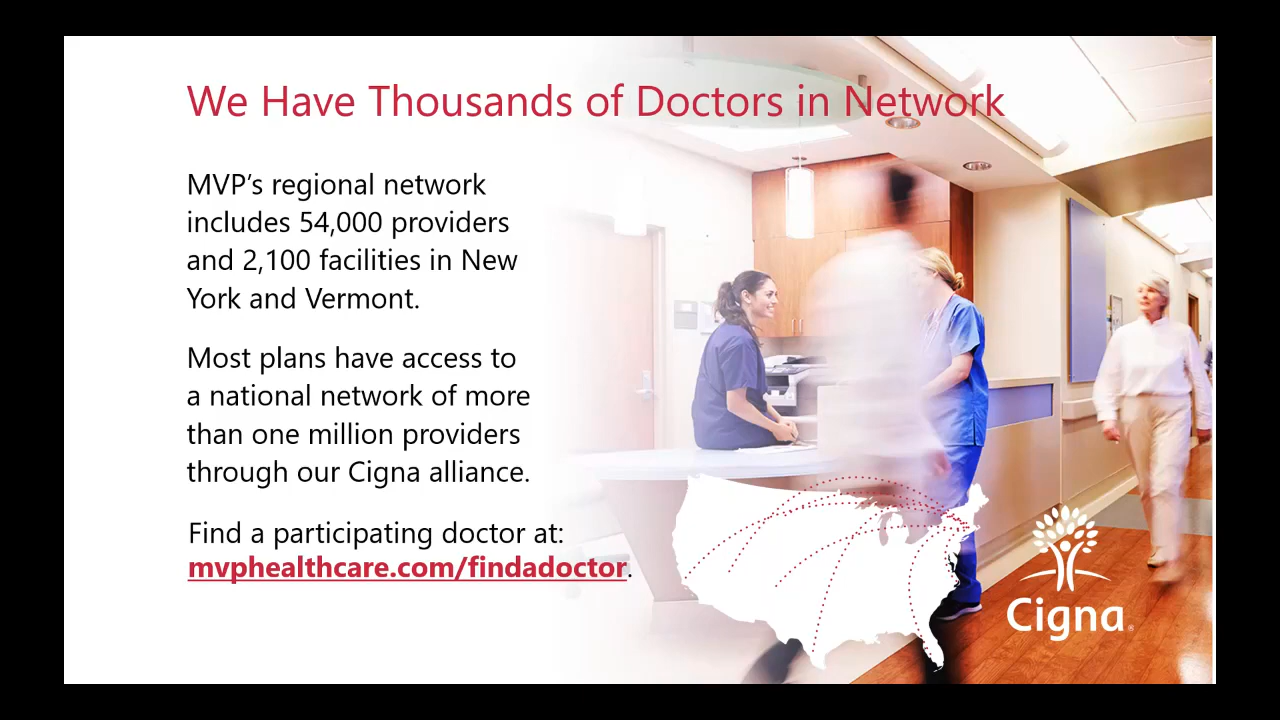 We Have Thousands of Doctors in Network
MVP’s regional network
includes 54,000 providers
and 2,100 facilities in New
York and Vermont.
Most plans have access to
a national network of more
than one million providers
through our Cigna alliance.
Find a participating doctor at:
mvphealthcare.com/findadoctor.
Cigna®